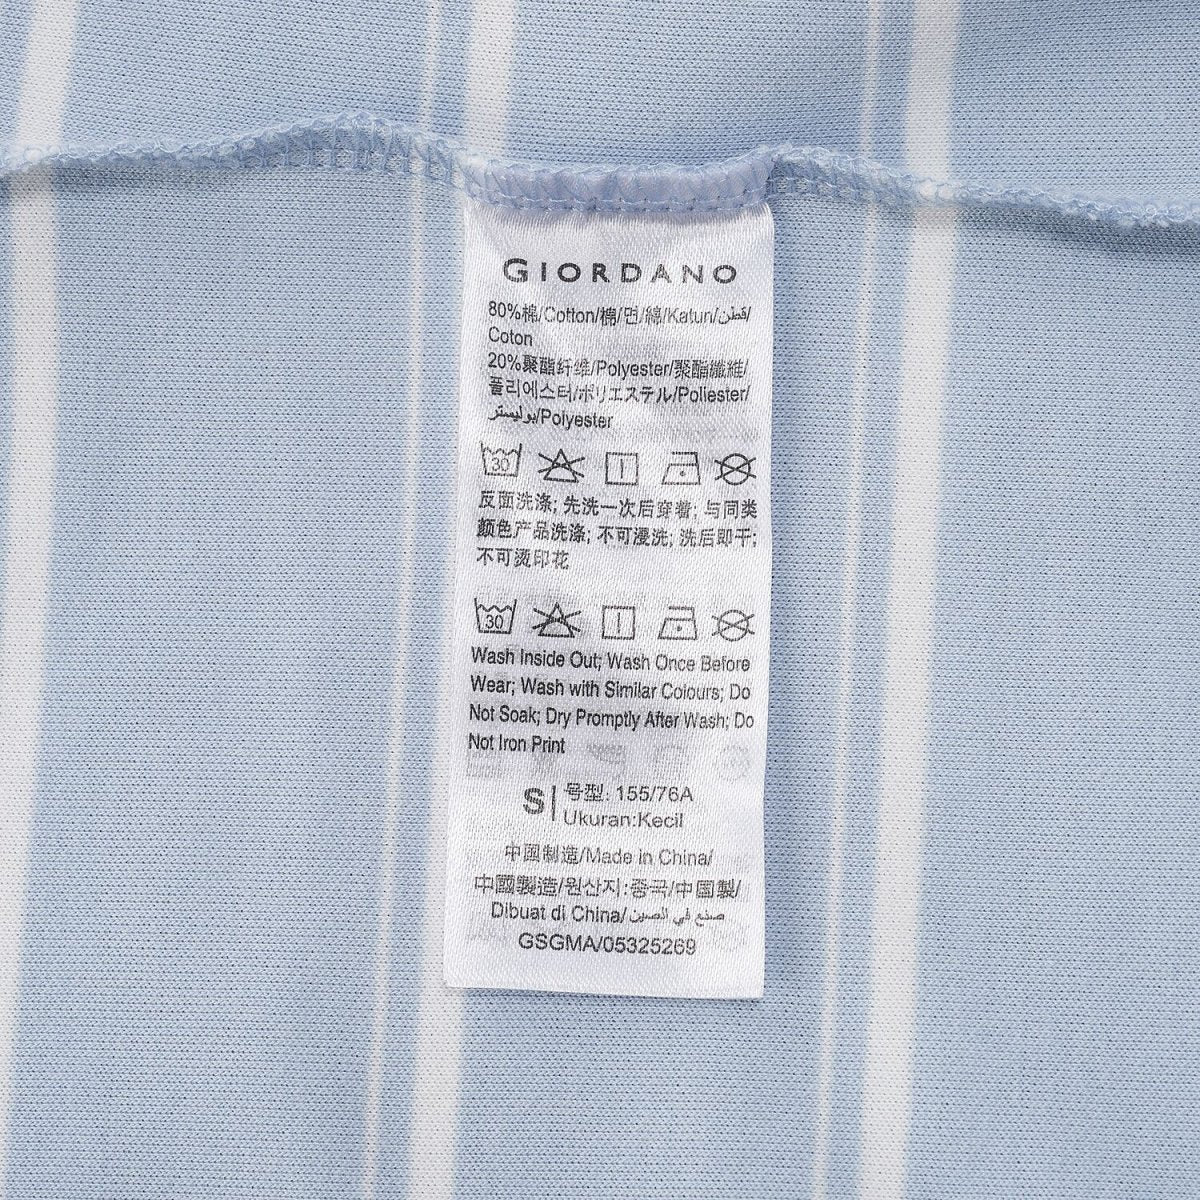 GIORDANO
80%棉/Cotton/棉/면/綿/Katun/قطن/
Coton
20%聚酯纤维/Polyester/聚酯纖維/
폴리에스터/ポリエステル/Poliester/
بوليستر/Polyester
30
反面洗涤; 先洗一次后穿着; 与同类
颜色产品洗涤; 不可浸洗; 洗后即干;
不可烫印花
30
Wash Inside Out; Wash Once Before
Wear; Wash with Similar Colours; Do
Not Soak; Dry Promptly After Wash; Do
Not Iron Print
S 号型: 155/76A
Ukuran:Kecil
中国制造/Made in China/
中國製造/원산지:중국/中国製/
Dibuat di China/صنع في الصين
GSGMA/05325269